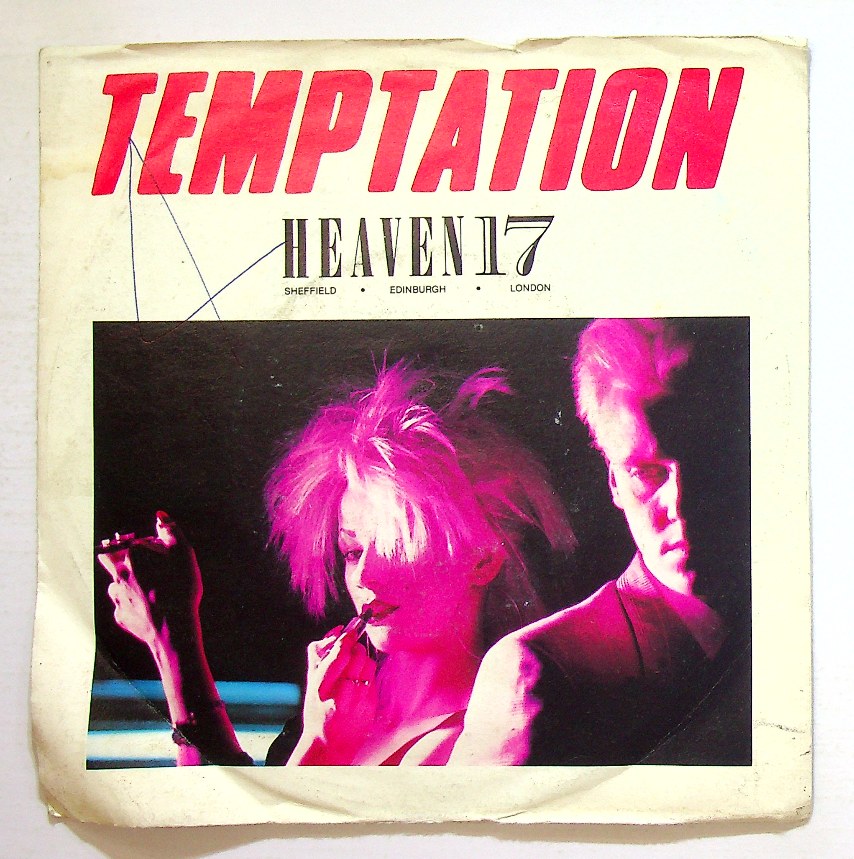 TEMPTATION
HEAVEN 17
SHEFFIELD • EDINBURGH • LONDON